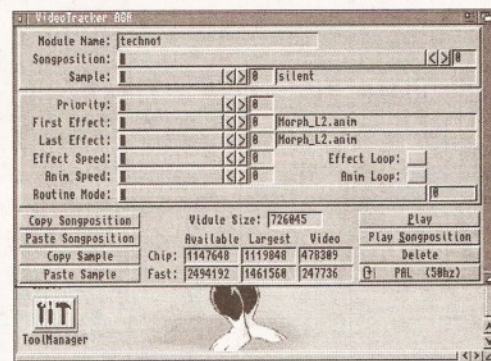 VideoTracker AGA
Module Name: techno1
Songposition: 0
Sample: 0 silent
Priority: 0
First Effect: 0 Morph_L2.anim
Last Effect: 0 Morph_L2.anim
Effect Speed: 0 Effect Loop:
Anim Speed: 0 Anim Loop:
Routine Mode: 0
Copy Songposition Vidule Size: 726045 Play
Paste Songposition Available Largest Video Play Songposition
Copy Sample Chip: 1147648 1119848 478309 Delete
Paste Sample Fast: 2494192 1461560 247736 PAL (50hz)
ToolManager